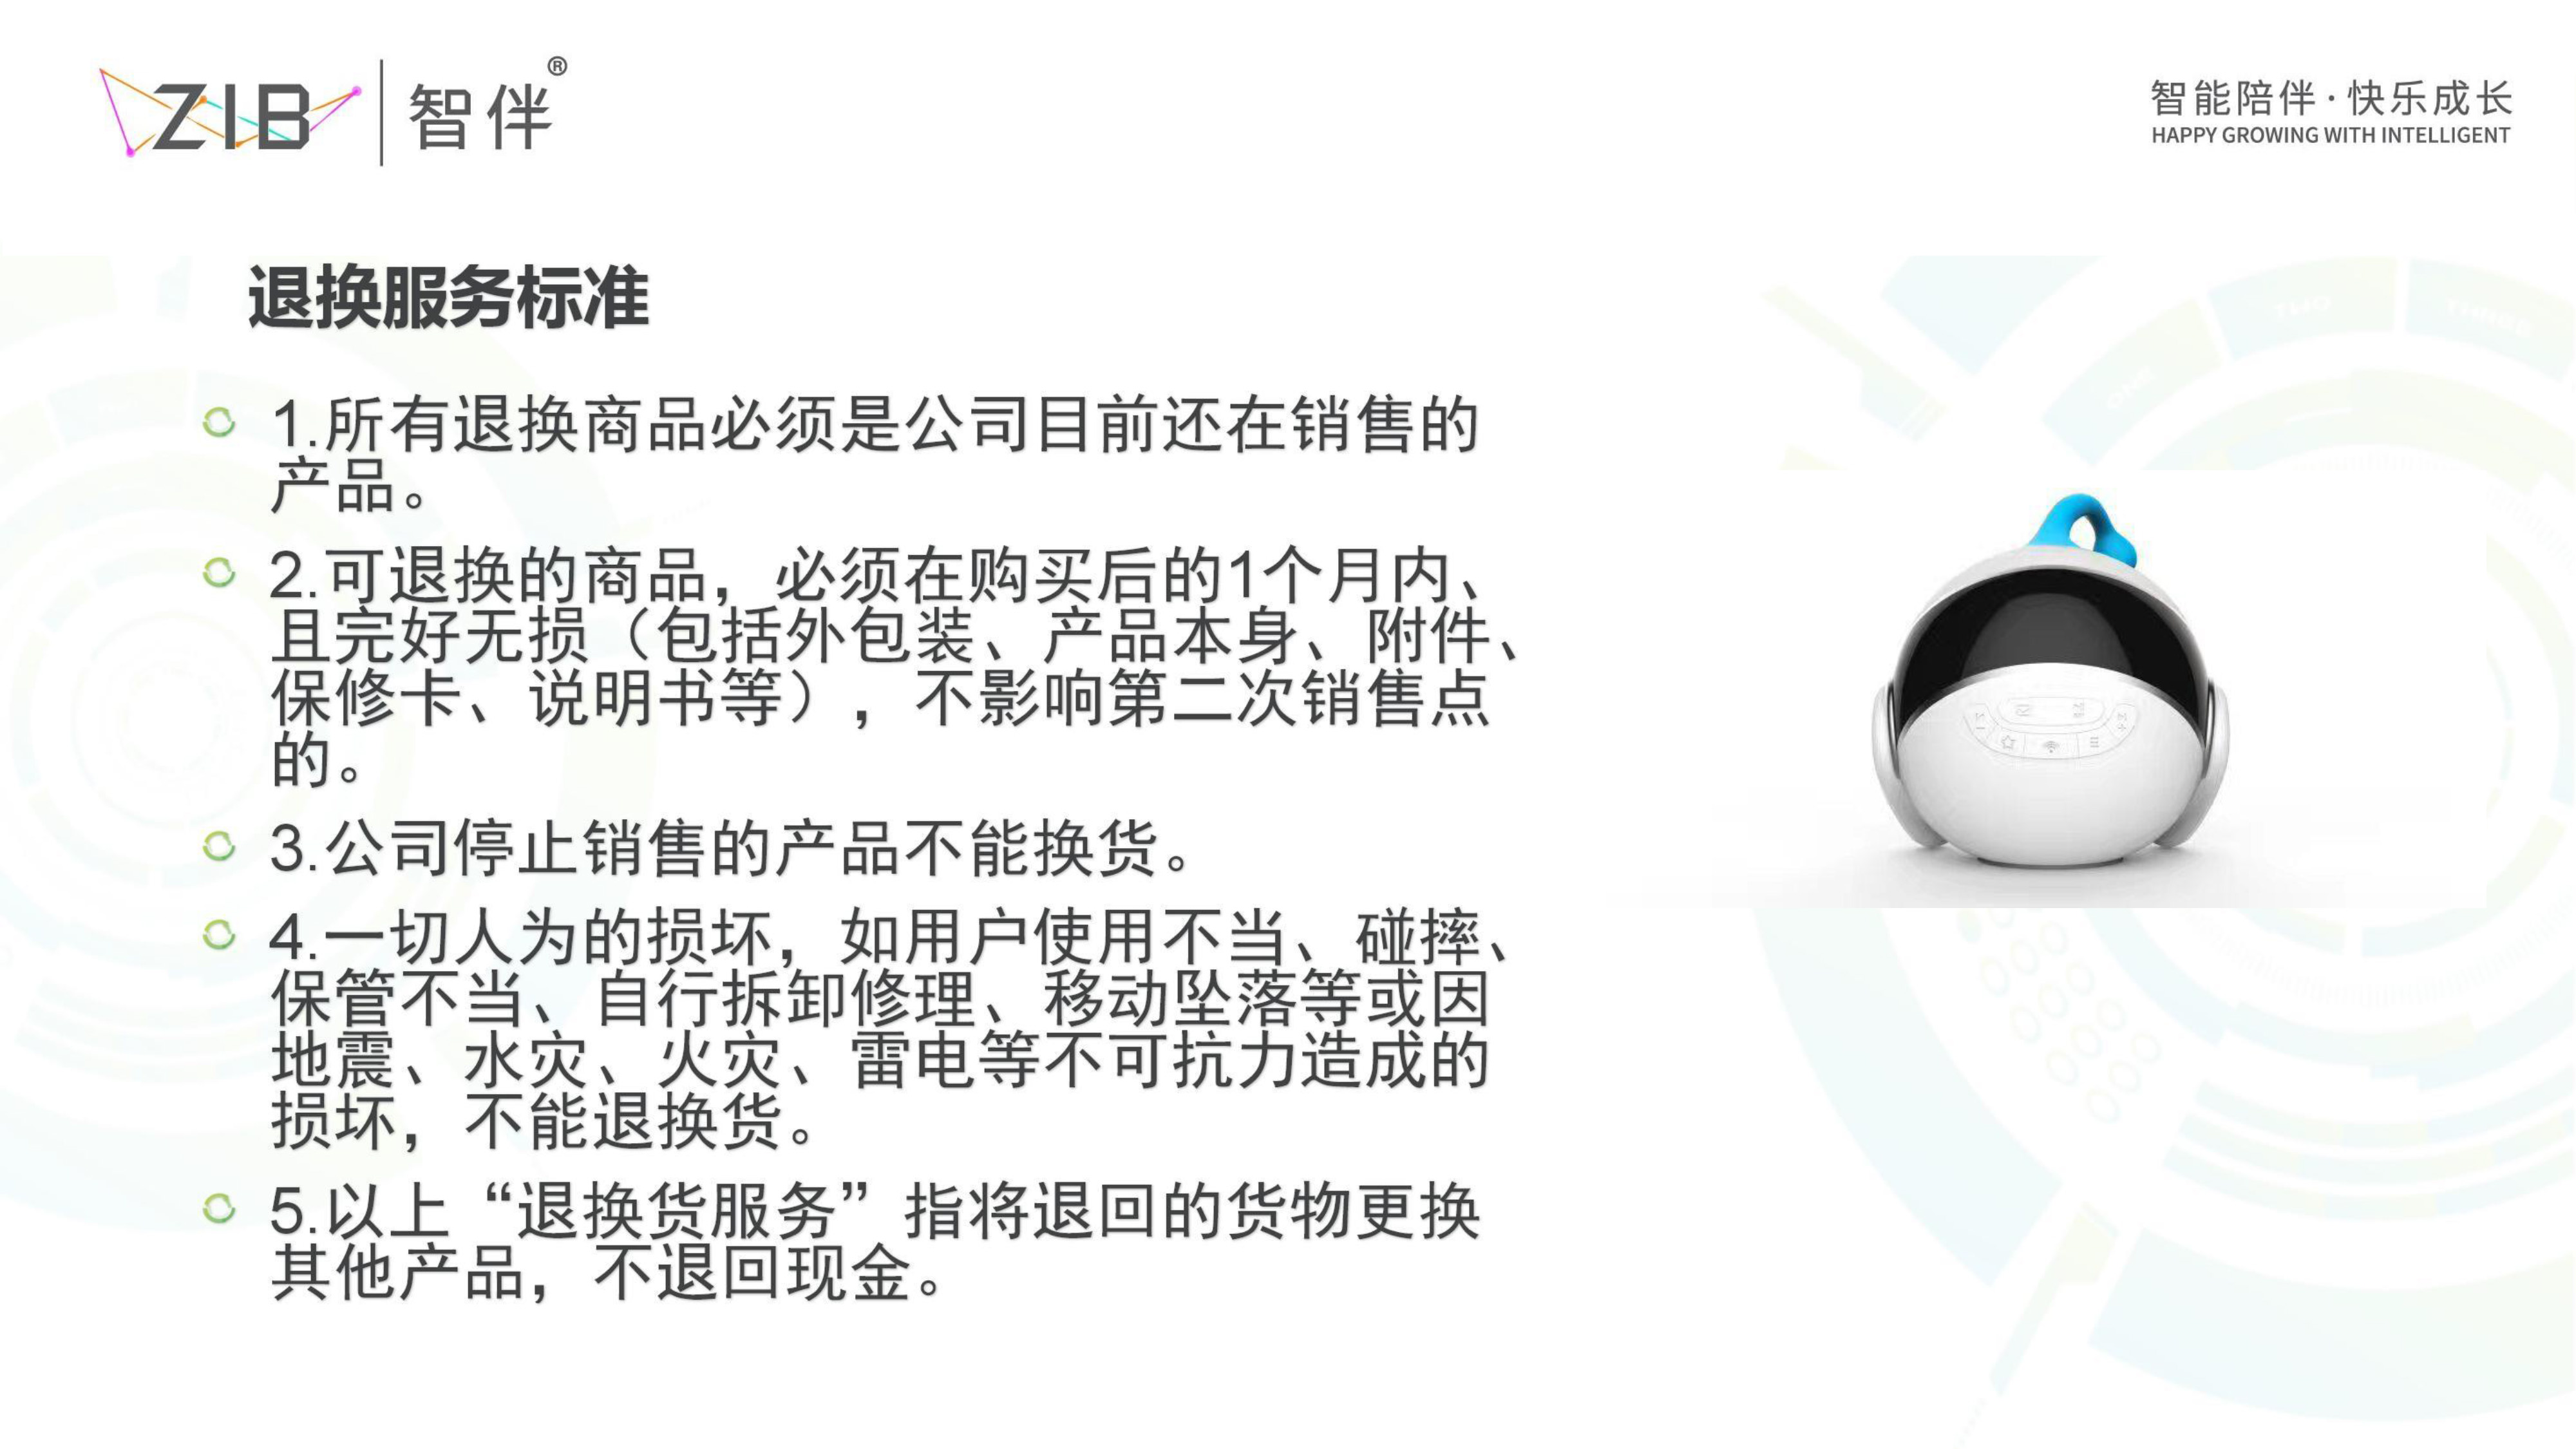 ZIB 智伴®
智能陪伴·快乐成长
HAPPY GROWING WITH INTELLIGENT
退换服务标准
1.所有退换商品必须是公司目前还在销售的
产品。
2.可退换的商品，必须在购买后的1个月内、
且完好无损（包括外包装、产品本身、附件、
保修卡、说明书等），不影响第二次销售点
的。
3.公司停止销售的产品不能换货。
4.一切人为的损坏，如用户使用不当、碰摔、
保管不当、自行拆卸修理、移动坠落等或因
地震、水灾、火灾、雷电等不可抗力造成的
损坏，不能退换货。
5.以上“退换货服务”指将退回的货物更换
其他产品，不退回现金。